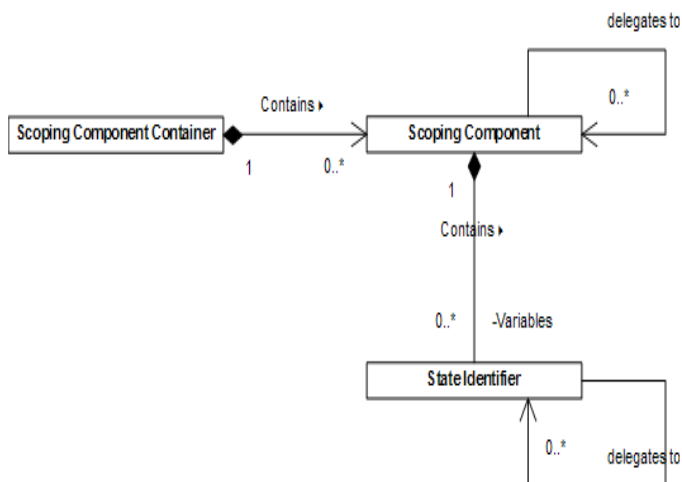 delegates to
0..*
Contains ▸
Scoping Component Container
Scoping Component
1
0..*
1
Contains ▸
0..*
-Variables
State Identifier
0..*
delegates to